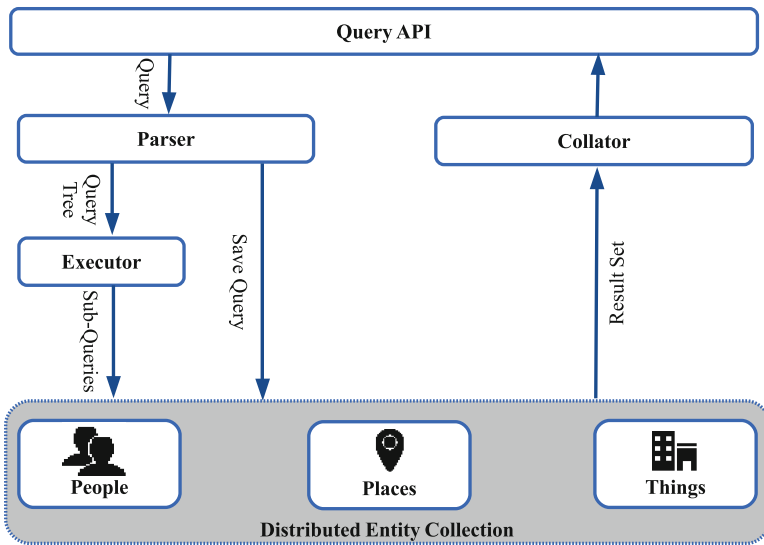 Query API
Query
Parser
Collator
Query
Tree
Executor
Save Query
Result Set
Sub-Queries
People
Places
Things
Distributed Entity Collection